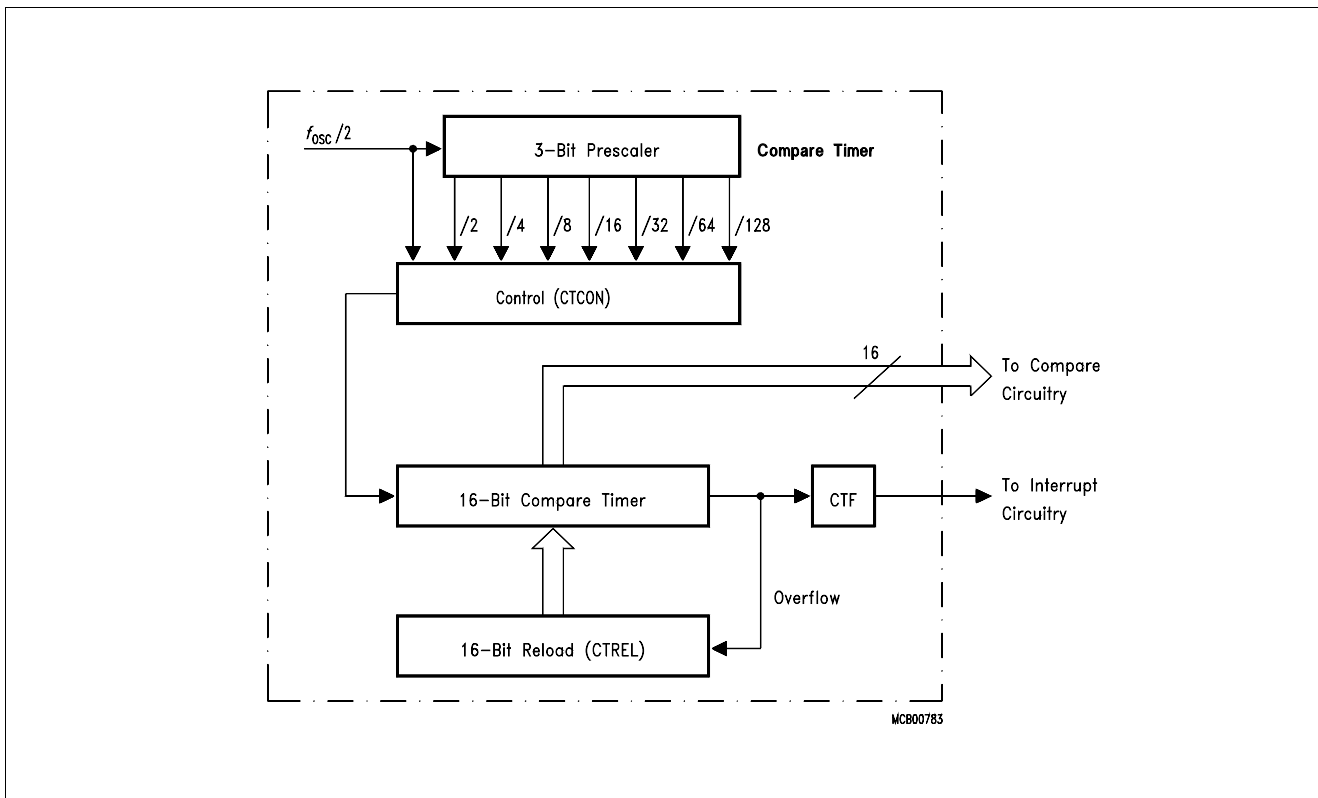 fOSC/2
3-Bit Prescaler
Compare Timer
/2
/4
/8
/16
/32
/64
/128
Control (CTCON)
16
To Compare
Circuitry
16-Bit Compare Timer
CTF
To Interrupt
Circuitry
Overflow
16-Bit Reload (CTREL)
MCB00783